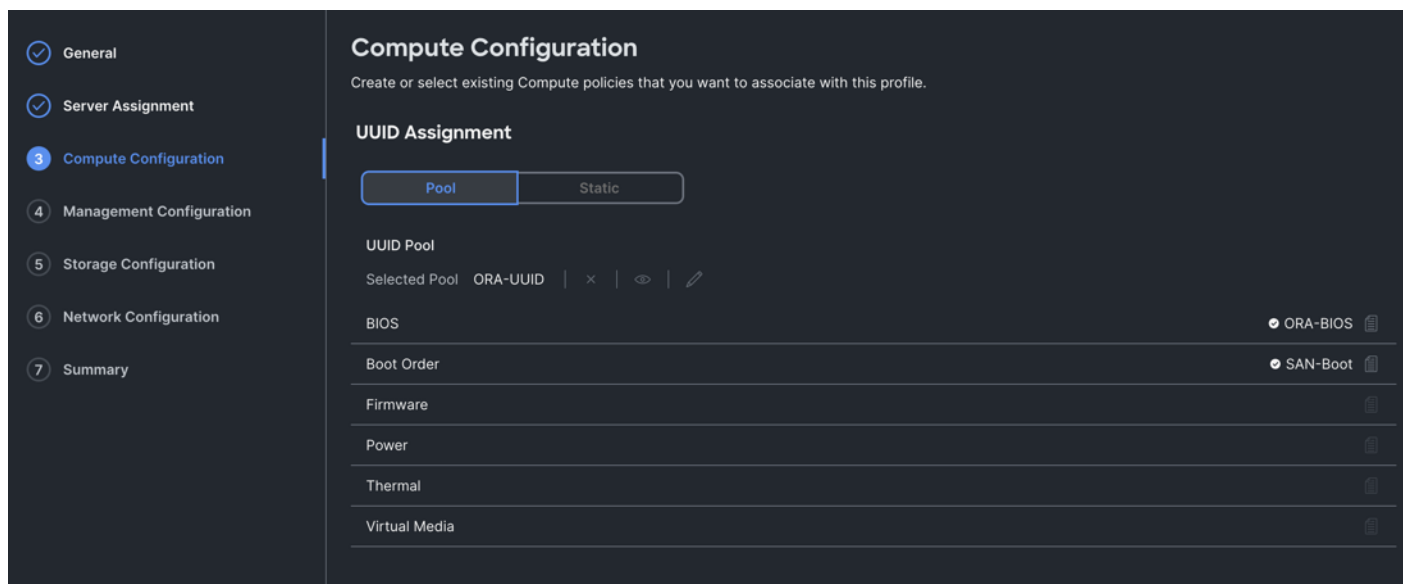 General
Server Assignment
3 Compute Configuration
4 Management Configuration
5 Storage Configuration
6 Network Configuration
7 Summary
Compute Configuration
Create or select existing Compute policies that you want to associate with this profile.
UUID Assignment
Pool Static
UUID Pool
Selected Pool ORA-UUID
BIOS ORA-BIOS
Boot Order SAN-Boot
Firmware
Power
Thermal
Virtual Media